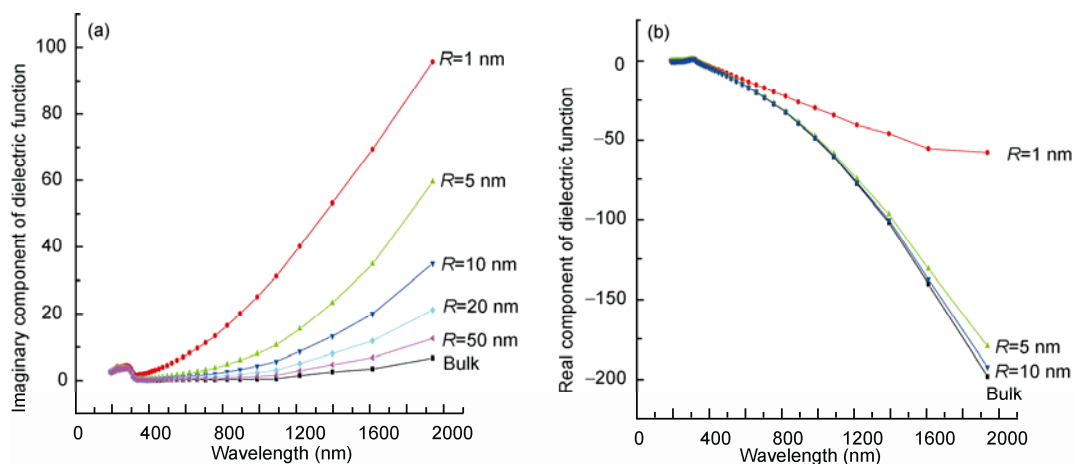 (a)
Imaginary component of dielectric function
100
80
60
40
20
0
R=1 nm
R=5 nm
R=10 nm
R=20 nm
R=50 nm
Bulk
0 400 800 1200 1600 2000
Wavelength (nm)
(b)
Real component of dielectric function
0
−50
−100
−150
−200
R=1 nm
R=5 nm
R=10 nm
Bulk
0 400 800 1200 1600 2000
Wavelength (nm)